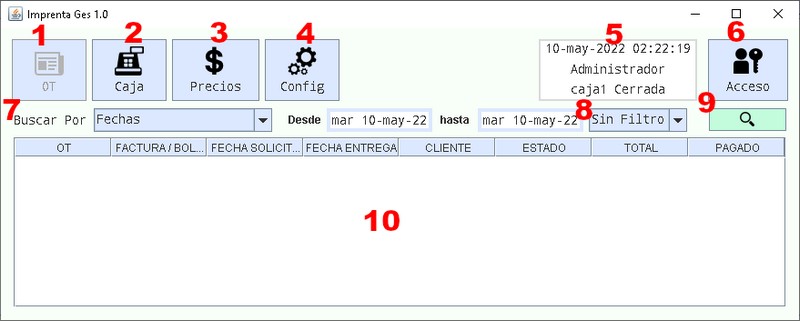 Imprenta Ges 1.0
1 2 3 4 5 6
OT Caja Precios Config Acceso
10-may-2022 02:22:19
Administrador
caja1 Cerrada
7 8 9
Buscar Por Fechas Desde mar 10-may-22 hasta mar 10-may-22 Sin Filtro
OT FACTURA / BOL... FECHA SOLICIT... FECHA ENTREGA CLIENTE ESTADO TOTAL PAGADO
10